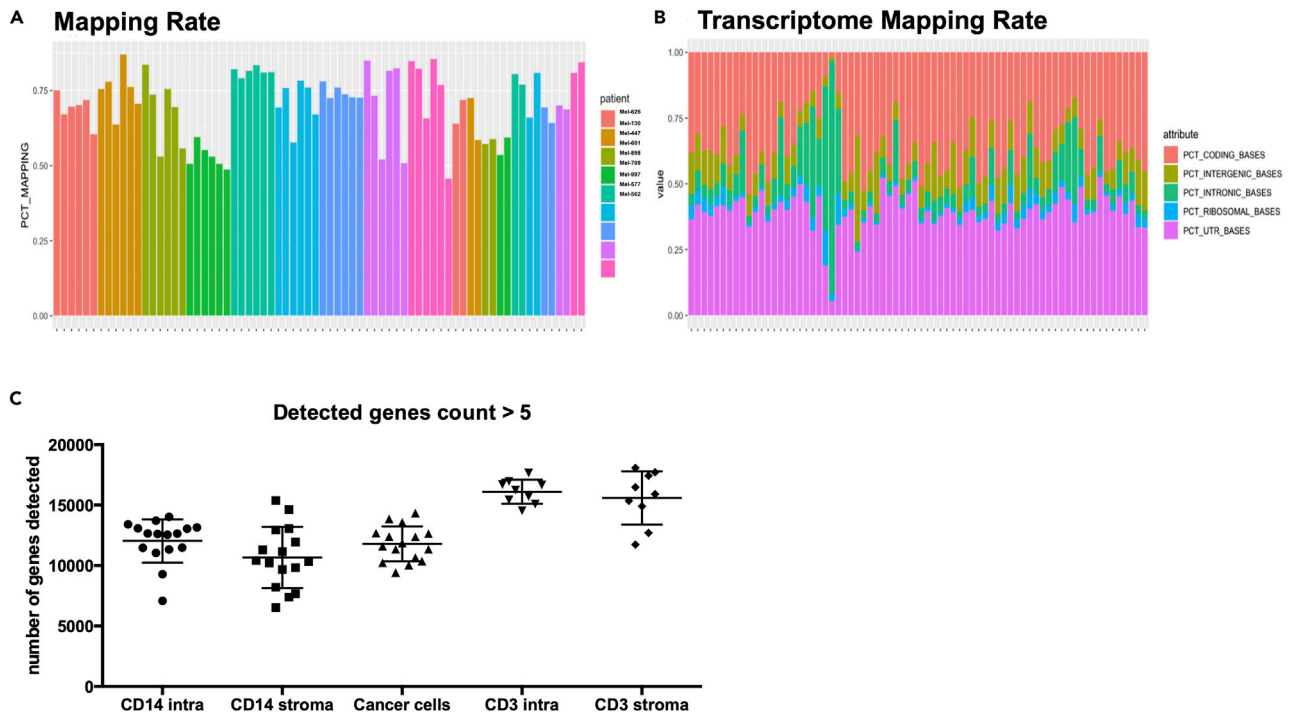 A
Mapping Rate
B
Transcriptome Mapping Rate
PCT_MAPPING
0.75
0.50
0.25
0.00
patient
Mel-626
Mel-130
Mel-447
Mel-601
Mel-898
Mel-709
Mel-997
Mel-577
Mel-562
value
1.00
0.75
0.50
0.25
0.00
attribute
PCT_CODING_BASES
PCT_INTERGENIC_BASES
PCT_INTRONIC_BASES
PCT_RIBOSOMAL_BASES
PCT_UTR_BASES
C
Detected genes count > 5
number of genes detected
20000
15000
10000
5000
0
CD14 intra
CD14 stroma
Cancer cells
CD3 intra
CD3 stroma